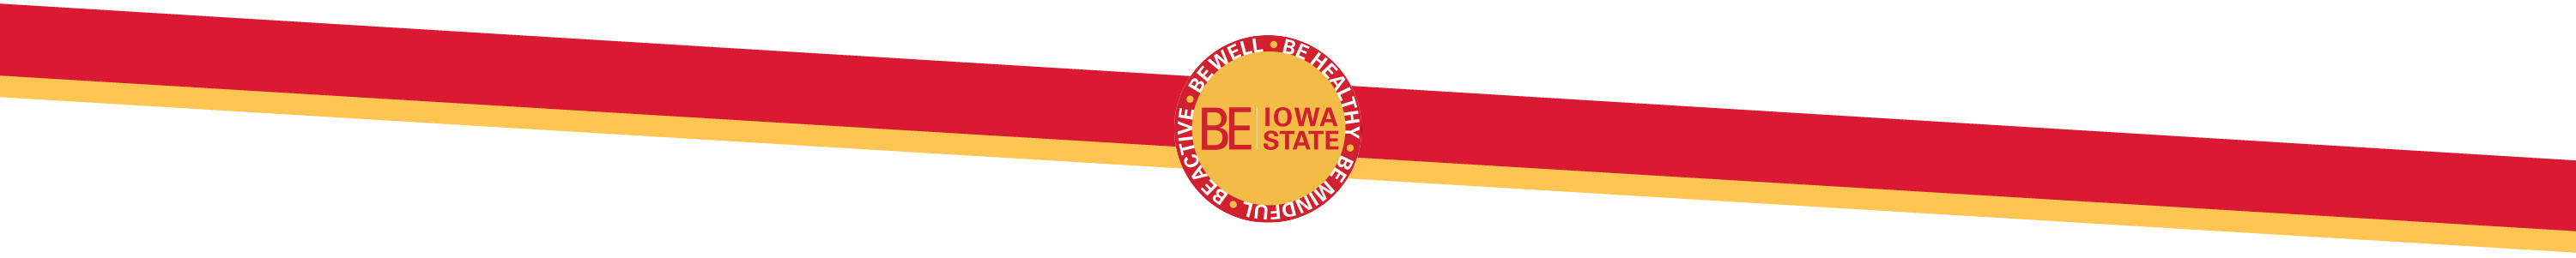 BE WELL • BE HEALTHY • BE MINDFUL • BE ACTIVE •
BE | IOWA
STATE